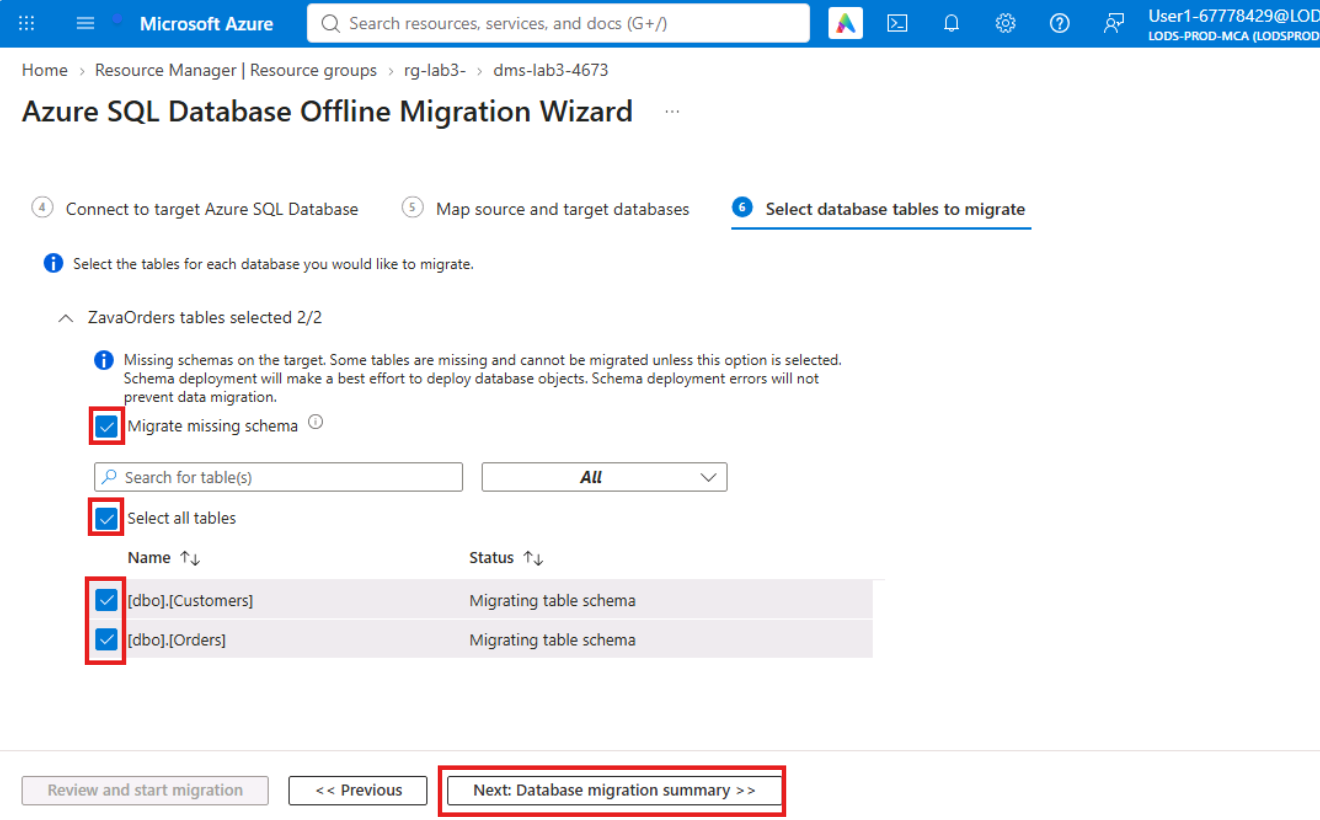 Microsoft Azure
Search resources, services, and docs (G+/)
User1-67778429@LOD
LODS-PROD-MCA (LODSPROD
Home > Resource Manager | Resource groups > rg-lab3- > dms-lab3-4673
Azure SQL Database Offline Migration Wizard ...
4 Connect to target Azure SQL Database
5 Map source and target databases
6 Select database tables to migrate
Select the tables for each database you would like to migrate.
ZavaOrders tables selected 2/2
Missing schemas on the target. Some tables are missing and cannot be migrated unless this option is selected.
Schema deployment will make a best effort to deploy database objects. Schema deployment errors will not
prevent data migration.
Migrate missing schema
Search for table(s)
All
Select all tables
Name ↑↓ Status ↑↓
[dbo].[Customers] Migrating table schema
[dbo].[Orders] Migrating table schema
Review and start migration
<< Previous
Next: Database migration summary >>